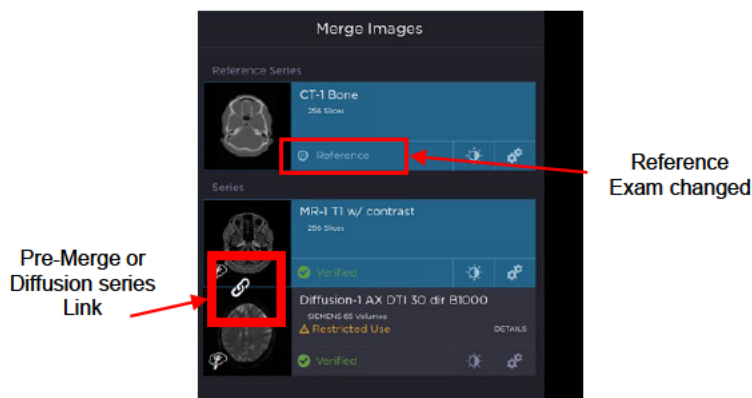 Merge Images
Reference Series
CT-1 Bone
256 Slices
Reference
Reference
Exam changed
Series
MR-1 T1 w/ contrast
256 Slices
Verified
Pre-Merge or
Diffusion series
Link
Diffusion-1 AX DTI 30 dir B1000
SIEMENS 65 Volumes
Restricted Use
DETAILS
Verified